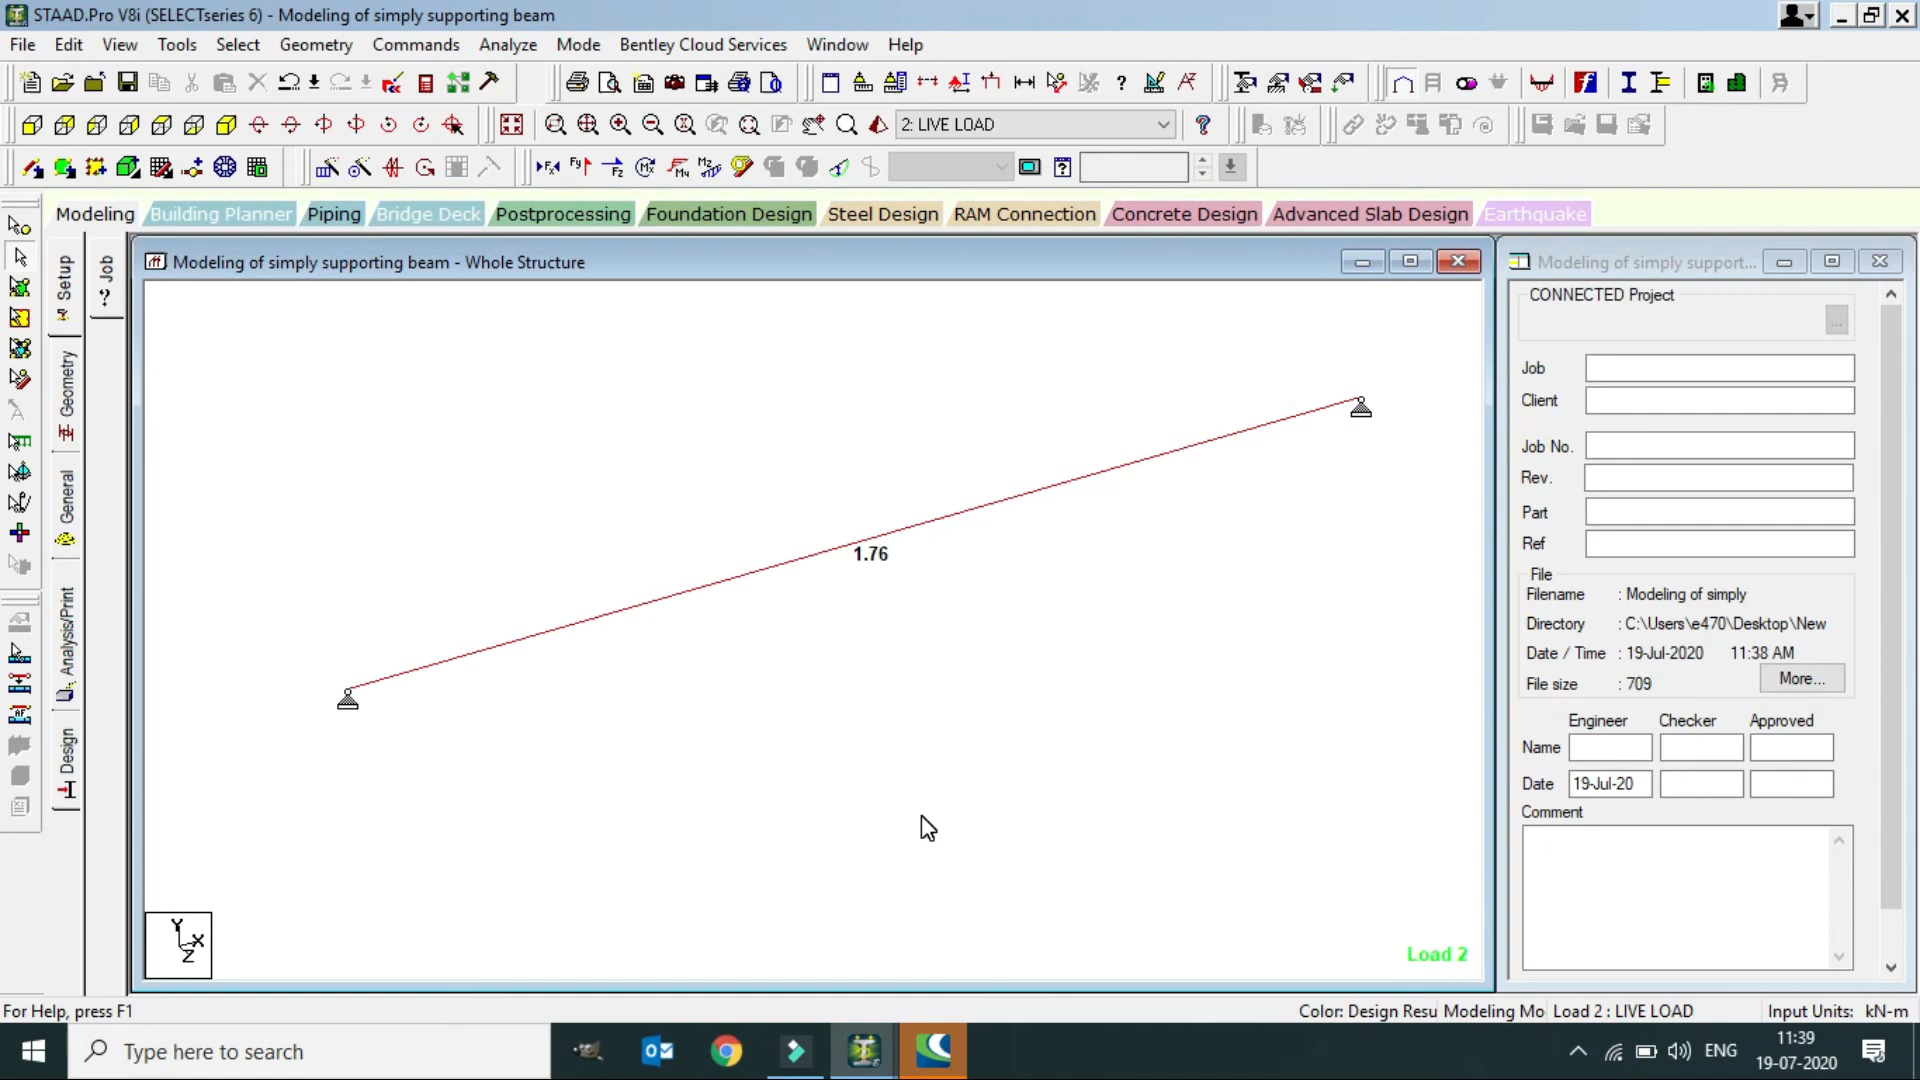 STAAD.Pro V8i (SELECTseries 6) - Modeling of simply supporting beam
File Edit View Tools Select Geometry Commands Analyze Mode Bentley Cloud Services Window Help
2: LIVE LOAD
Modeling Building Planner Piping Bridge Deck Postprocessing Foundation Design Steel Design RAM Connection Concrete Design Advanced Slab Design Earthquake
Setup
Geometry
General
Analysis/Print
Design
Job
Modeling of simply supporting beam - Whole Structure
1.76
Y
X
Z
Load 2
Modeling of simply support...
CONNECTED Project
...
Job
Client
Job No.
Rev.
Part
Ref
File
Filename : Modeling of simply
Directory : C:\Users\e470\Desktop\New
Date / Time : 19-Jul-2020 11:38 AM
File size : 709
More...
Engineer Checker Approved
Name
Date 19-Jul-20
Comment
For Help, press F1
Color: Design Resu Modeling Mo Load 2 : LIVE LOAD Input Units: kN-m
Type here to search
ENG
11:39
19-07-2020